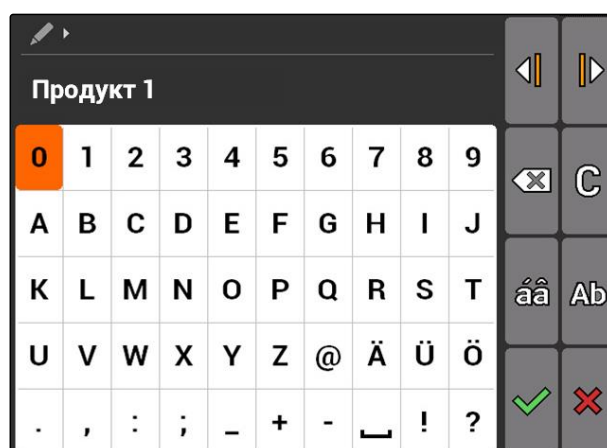 Продукт 1
0 1 2 3 4 5 6 7 8 9
C
A B C D E F G H I J
K L M N O P Q R S T
áâ Ab
U V W X Y Z @ Ä Ü Ö
. , : ; _ + - ! ?